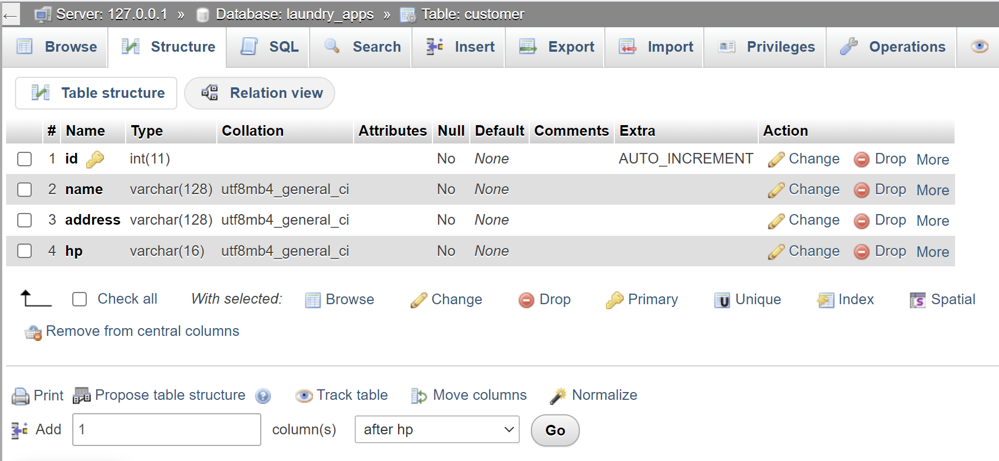 ← Server: 127.0.0.1 » Database: laundry_apps » Table: customer
Browse Structure SQL Search Insert Export Import Privileges Operations
Table structure Relation view
# Name Type Collation Attributes Null Default Comments Extra Action
1 id int(11) No None AUTO_INCREMENT Change Drop More
2 name varchar(128) utf8mb4_general_ci No None Change Drop More
3 address varchar(128) utf8mb4_general_ci No None Change Drop More
4 hp varchar(16) utf8mb4_general_ci No None Change Drop More
Check all With selected: Browse Change Drop Primary Unique Index Spatial
Remove from central columns
Print Propose table structure Track table Move columns Normalize
Add 1 column(s) after hp Go